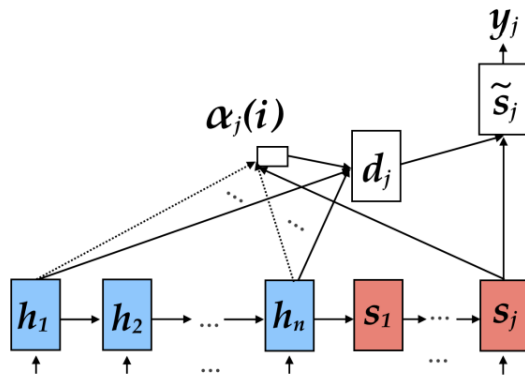 y_j
s̃_j
α_j(i)
d_j
...
...
h_1 h_2 ... h_n s_1 ... s_j
... ...